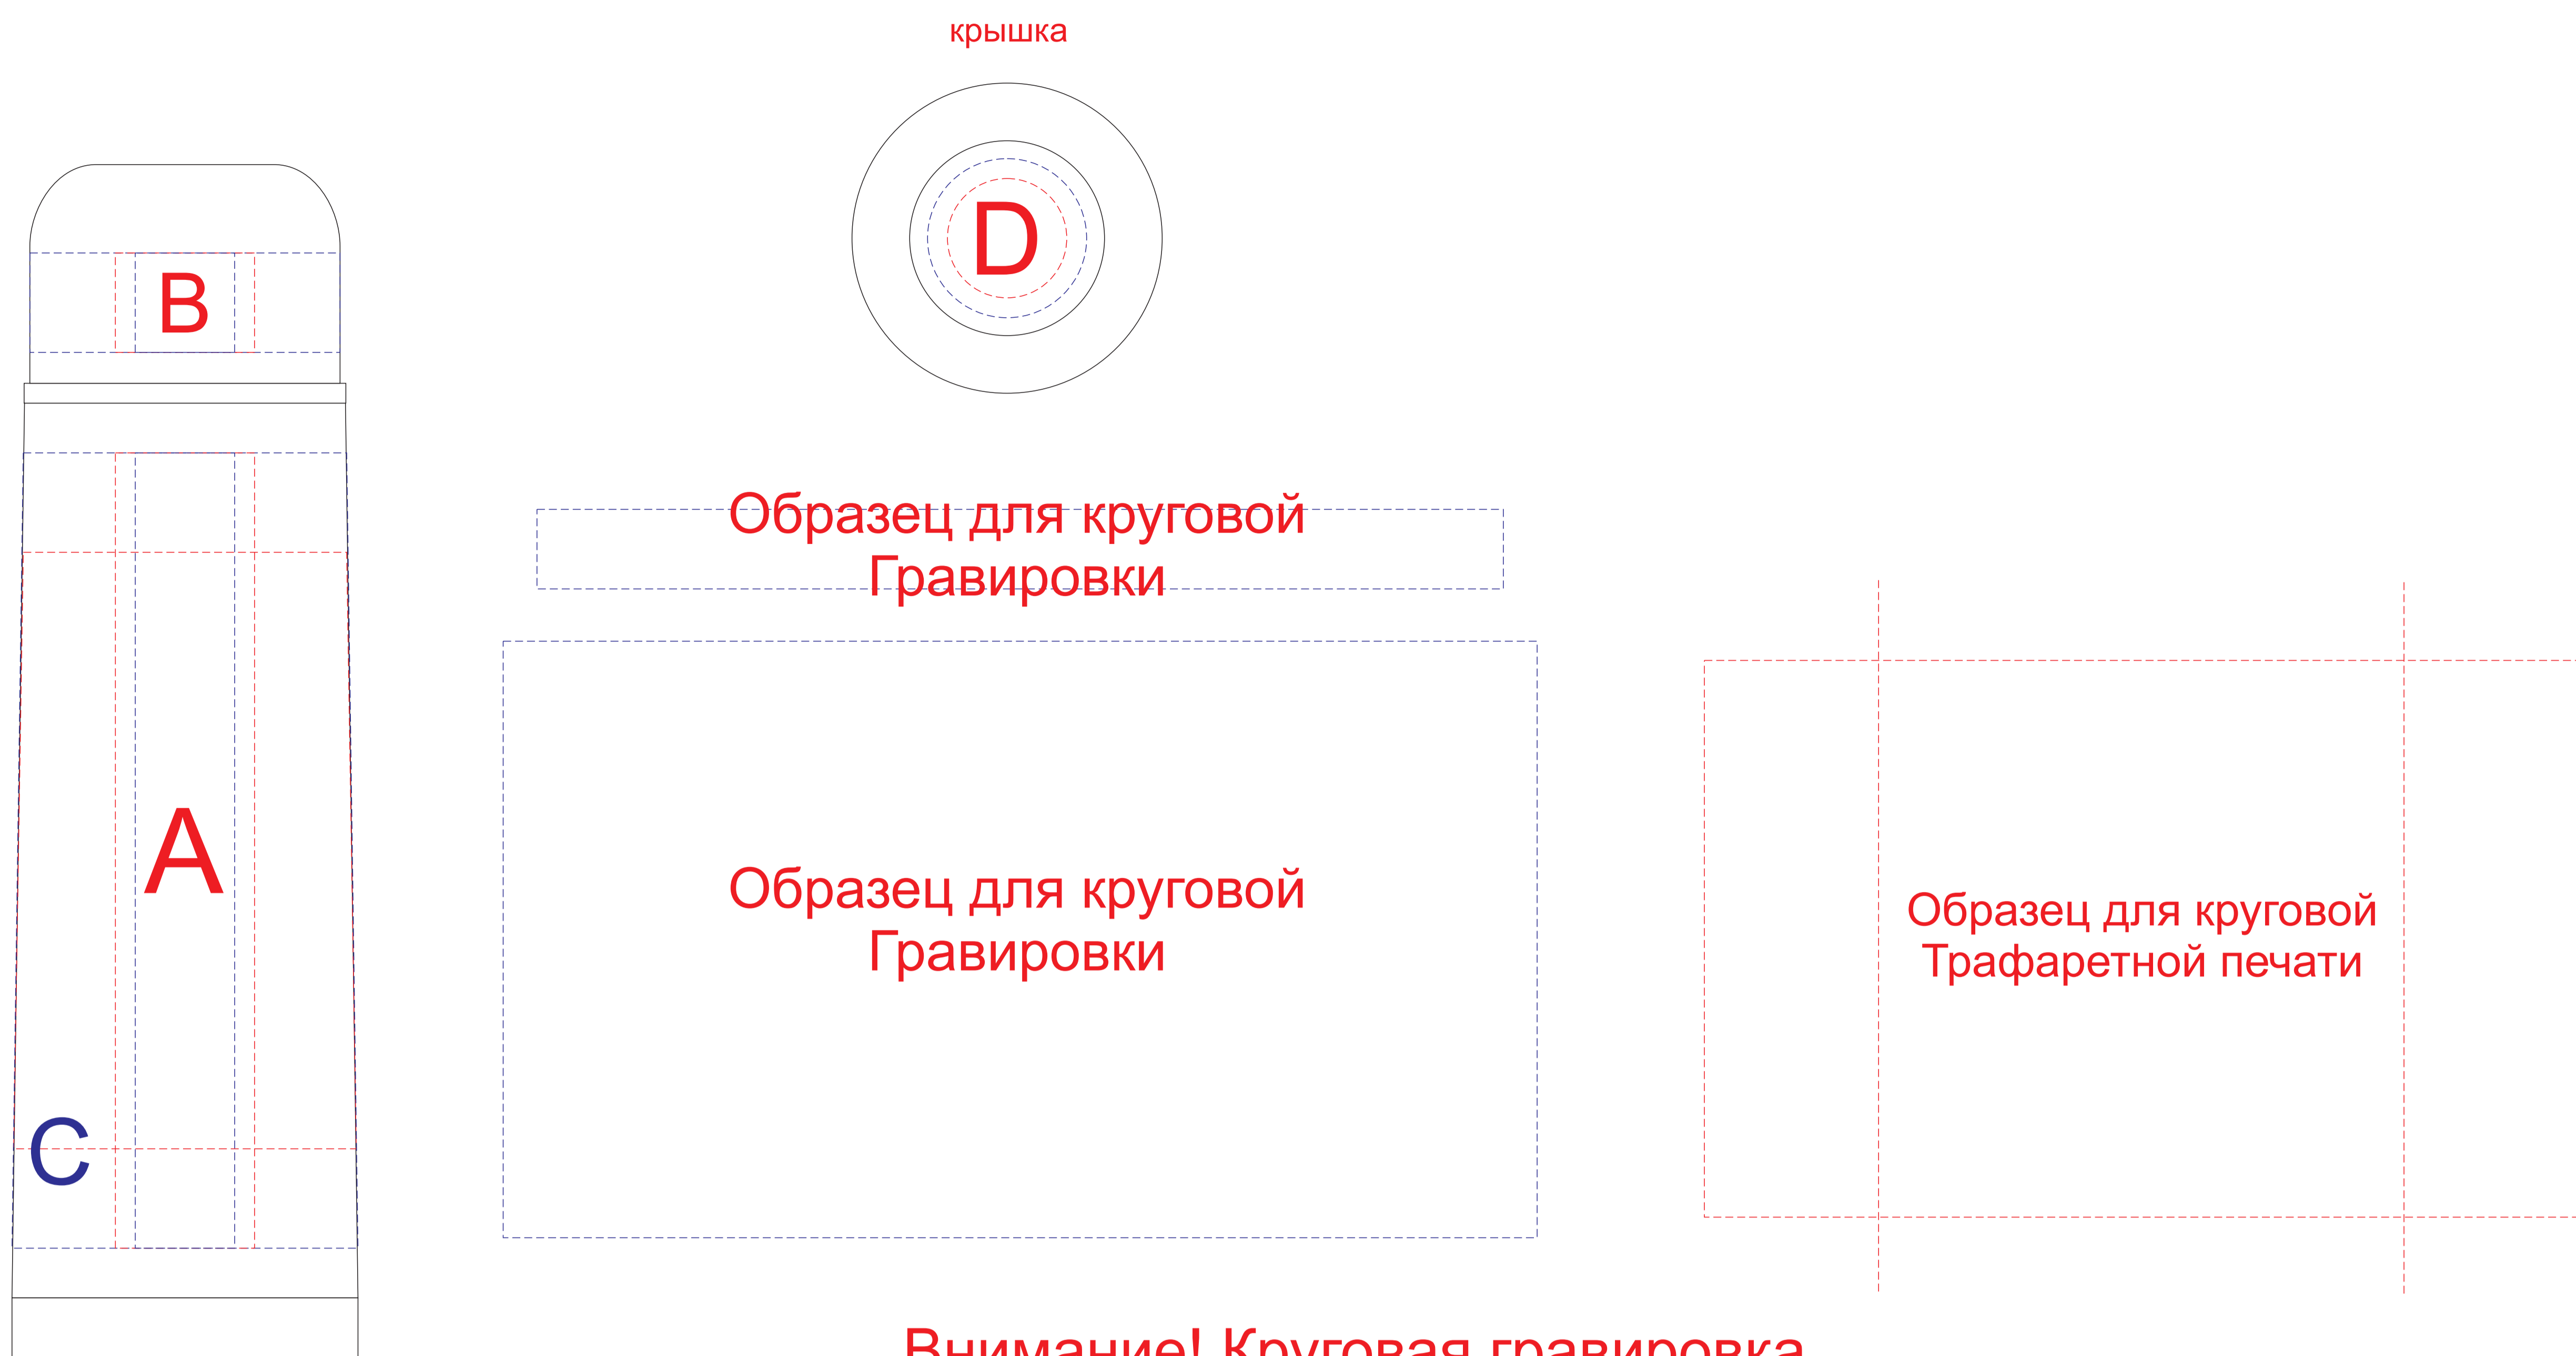 крышка
D
B
Образец для круговой
Гравировки
A
Образец для круговой
Гравировки
Образец для круговой
Трафаретной печати
C
Внимание! Круговая гравировка